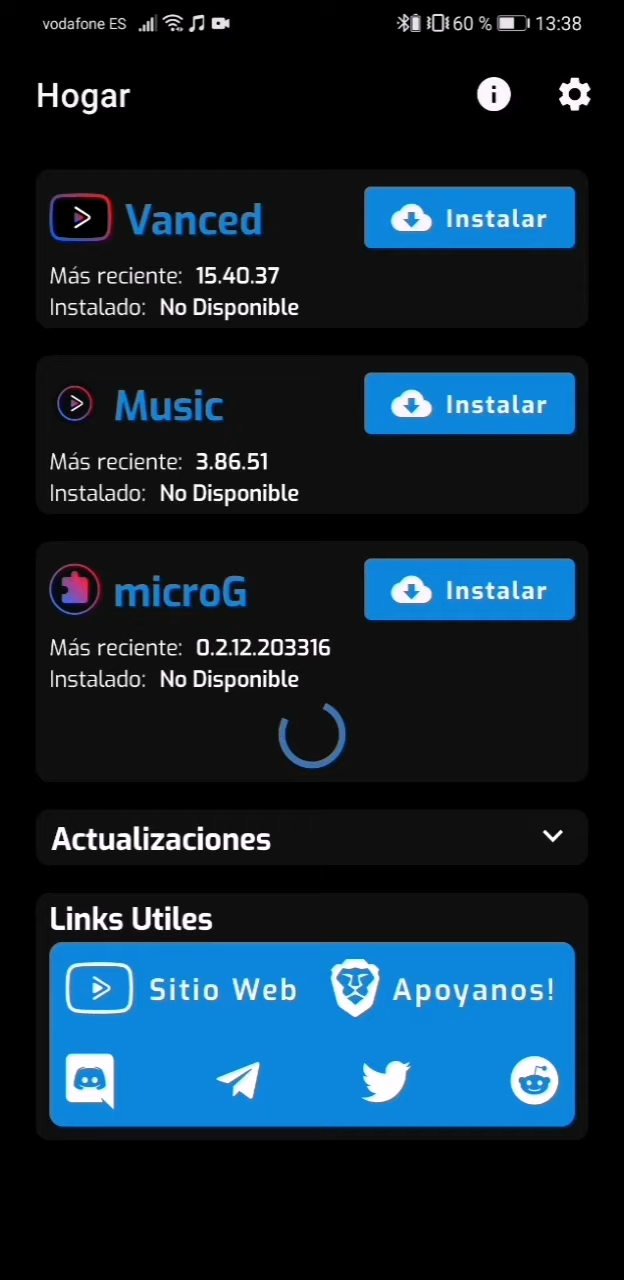 vodafone ES 60 % 13:38
Hogar
Vanced Instalar
Más reciente: 15.40.37
Instalado: No Disponible
Music Instalar
Más reciente: 3.86.51
Instalado: No Disponible
microG Instalar
Más reciente: 0.2.12.203316
Instalado: No Disponible
Actualizaciones
Links Utiles
Sitio Web Apoyanos!